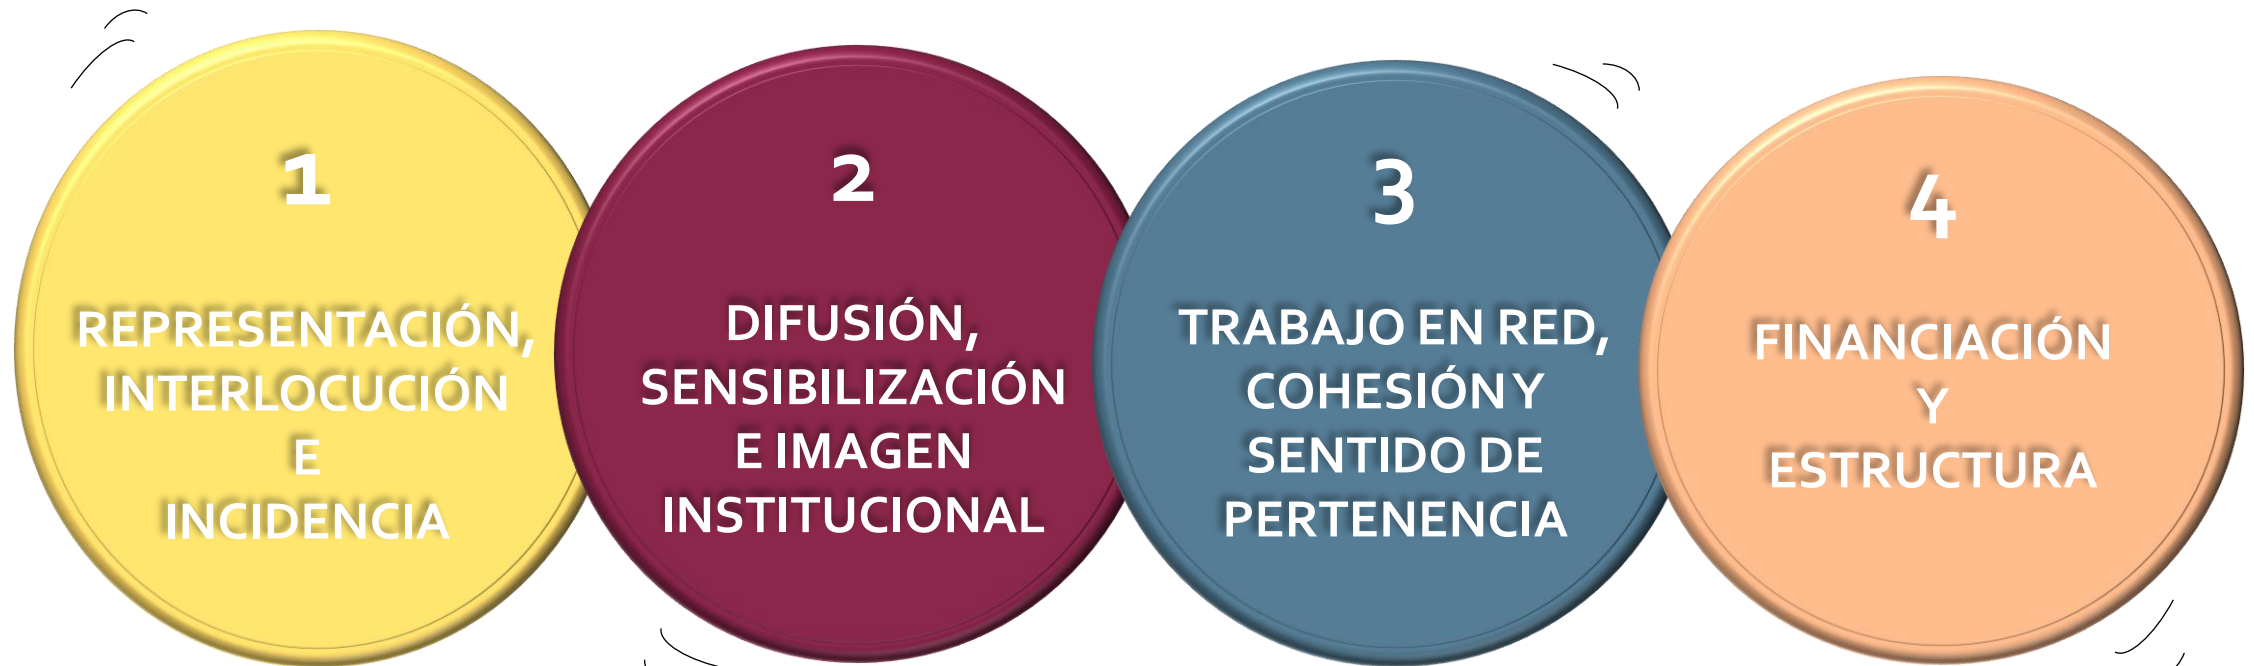 1
REPRESENTACIÓN,
INTERLOCUCIÓN
E
INCIDENCIA
2
DIFUSIÓN,
SENSIBILIZACIÓN
E IMAGEN
INSTITUCIONAL
3
TRABAJO EN RED,
COHESIÓN Y
SENTIDO DE
PERTENENCIA
4
FINANCIACIÓN
Y
ESTRUCTURA